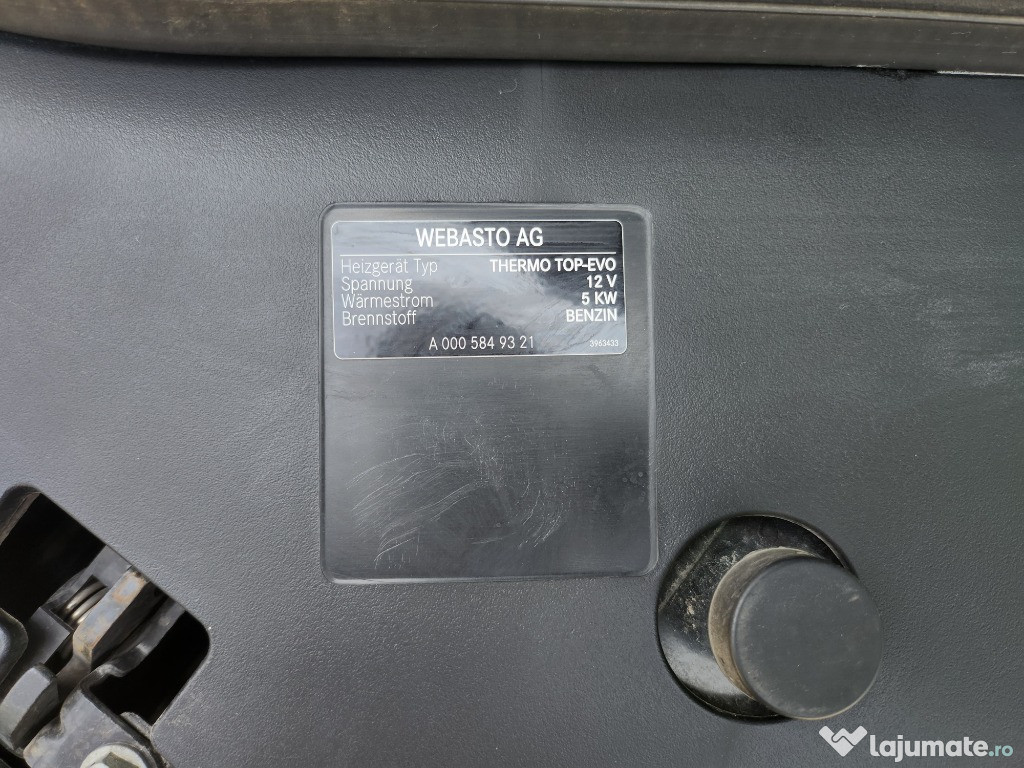 WEBASTO AG
Heizgerät Typ THERMO TOP-EVO
Spannung 12 V
Wärmestrom 5 KW
Brennstoff BENZIN
A 000 584 93 21 3963433
lajumate.ro